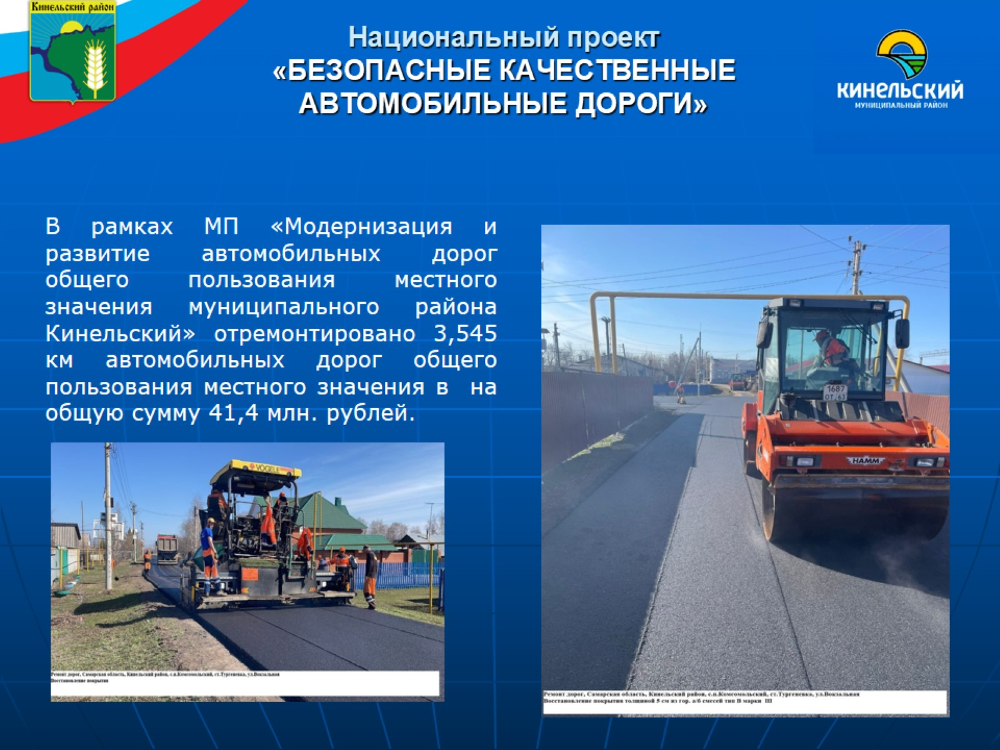 Кинельский район
Национальный проект
«БЕЗОПАСНЫЕ КАЧЕСТВЕННЫЕ
АВТОМОБИЛЬНЫЕ ДОРОГИ»
КИНЕЛЬСКИЙ
МУНИЦИПАЛЬНЫЙ РАЙОН
В рамках МП «Модернизация и
развитие автомобильных дорог
общего пользования местного
значения муниципального района
Кинельский» отремонтировано 3,545
км автомобильных дорог общего
пользования местного значения в на
общую сумму 41,4 млн. рублей.
VOGELE
Ремонт дорог, Самарская область, Кинельский район, с.п.Комсомольский, ст.Тургеневка, ул.Вокзальная
Восстановление покрытия
1687
ОТ 63
HAMM
Ремонт дорог, Самарская область, Кинельский район, с.п.Комсомольский, ст.Тургеневка, ул.Вокзальная
Восстановление покрытия толщиной 5 см из гор. а/б смесей тип В марки III